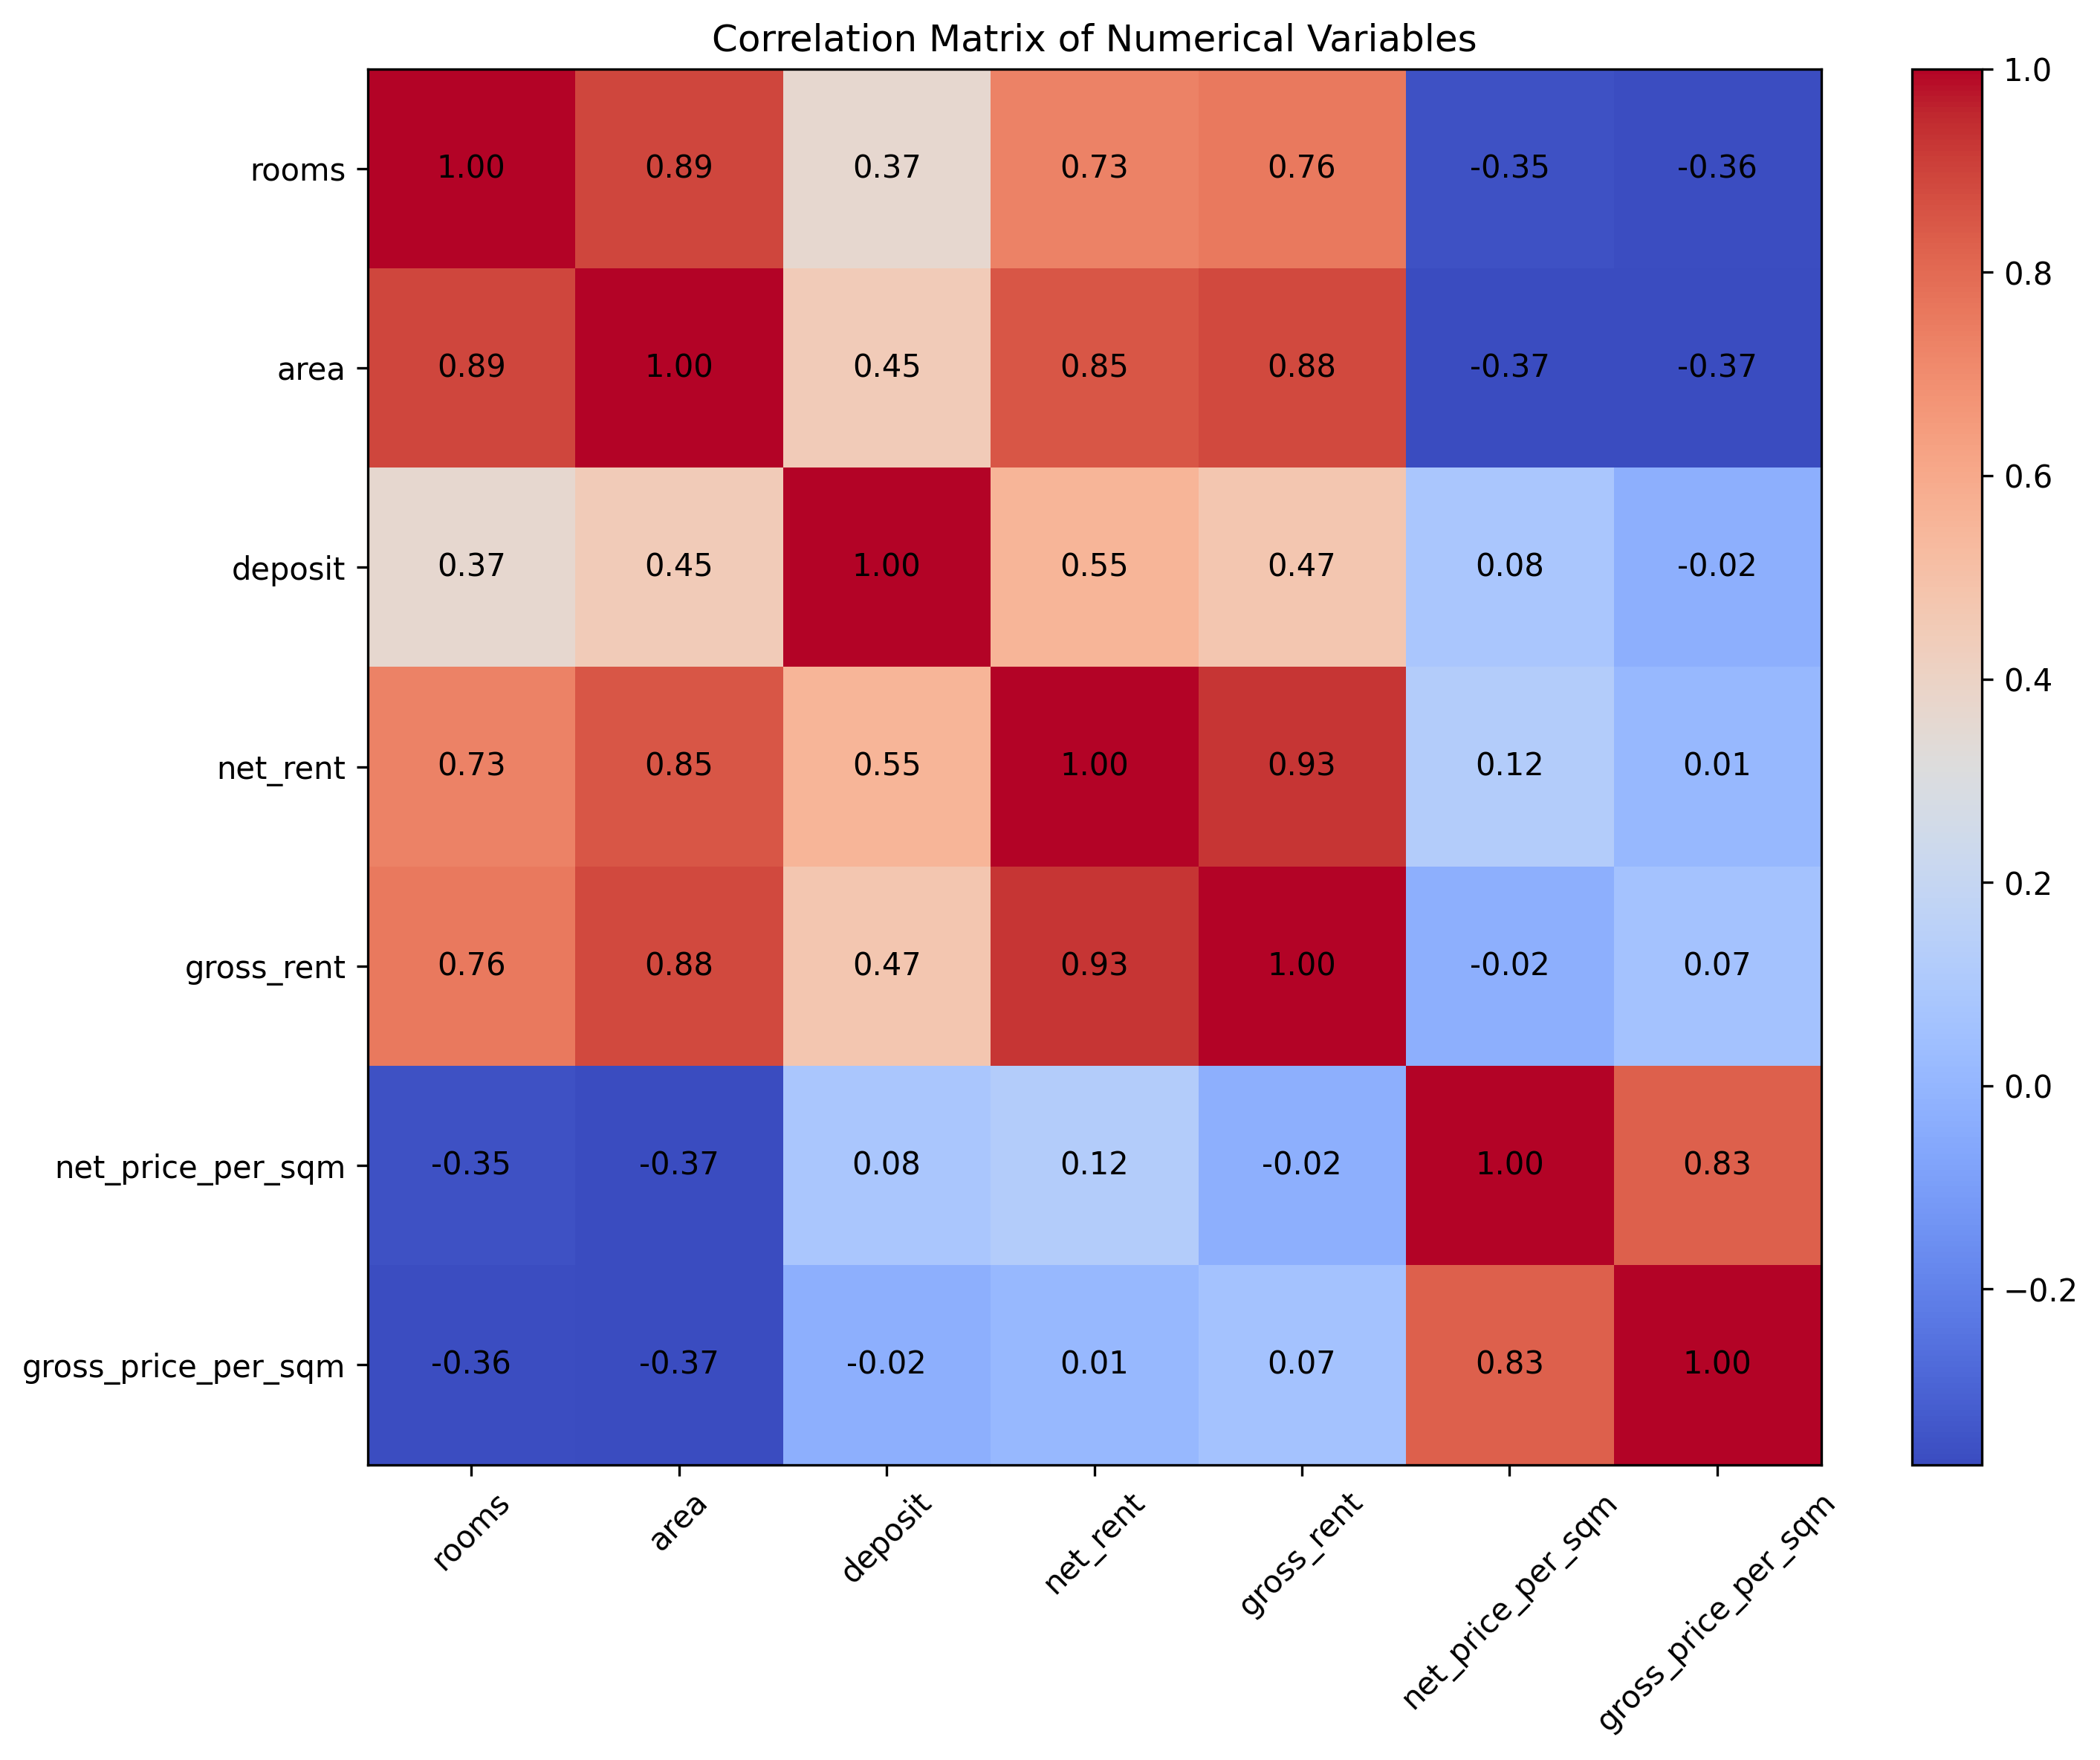 Correlation Matrix of Numerical Variables
rooms 1.00 0.89 0.37 0.73 0.76 -0.35 -0.36
area 0.89 1.00 0.45 0.85 0.88 -0.37 -0.37
deposit 0.37 0.45 1.00 0.55 0.47 0.08 -0.02
net_rent 0.73 0.85 0.55 1.00 0.93 0.12 0.01
gross_rent 0.76 0.88 0.47 0.93 1.00 -0.02 0.07
net_price_per_sqm -0.35 -0.37 0.08 0.12 -0.02 1.00 0.83
gross_price_per_sqm -0.36 -0.37 -0.02 0.01 0.07 0.83 1.00
rooms area deposit net_rent gross_rent net_price_per_sqm gross_price_per_sqm
1.0
0.8
0.6
0.4
0.2
0.0
−0.2